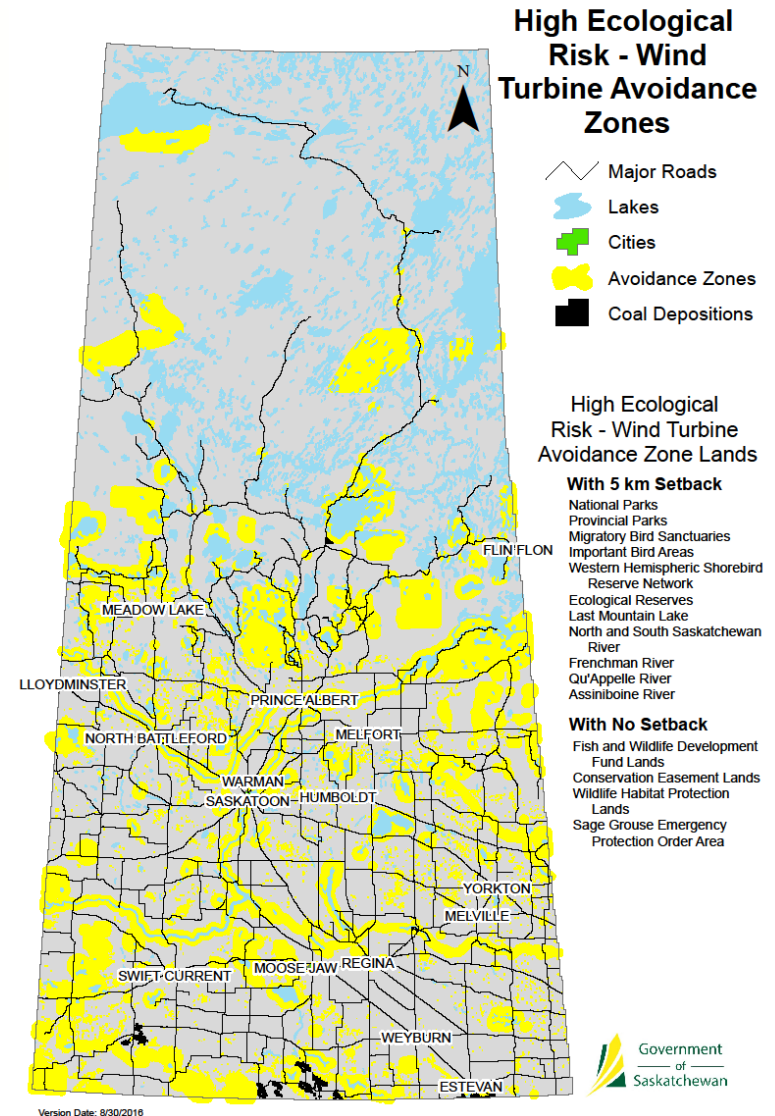 High Ecological
Risk - Wind
Turbine Avoidance
Zones
N
Major Roads
Lakes
Cities
Avoidance Zones
Coal Depositions
High Ecological
Risk - Wind Turbine
Avoidance Zone Lands
With 5 km Setback
National Parks
Provincial Parks
Migratory Bird Sanctuaries
Important Bird Areas
Western Hemispheric Shorebird
Reserve Network
Ecological Reserves
Last Mountain Lake
North and South Saskatchewan
River
Frenchman River
Qu'Appelle River
Assiniboine River
With No Setback
Fish and Wildlife Development
Fund Lands
Conservation Easement Lands
Wildlife Habitat Protection
Lands
Sage Grouse Emergency
Protection Order Area
FLIN FLON
MEADOW LAKE
LLOYDMINSTER
PRINCE ALBERT
NORTH BATTLEFORD
MELFORT
WARMAN
SASKATOON
HUMBOLDT
YORKTON
MELVILLE
SWIFT CURRENT
MOOSE JAW
REGINA
WEYBURN
ESTEVAN
Government
of
Saskatchewan
Version Date: 8/30/2016